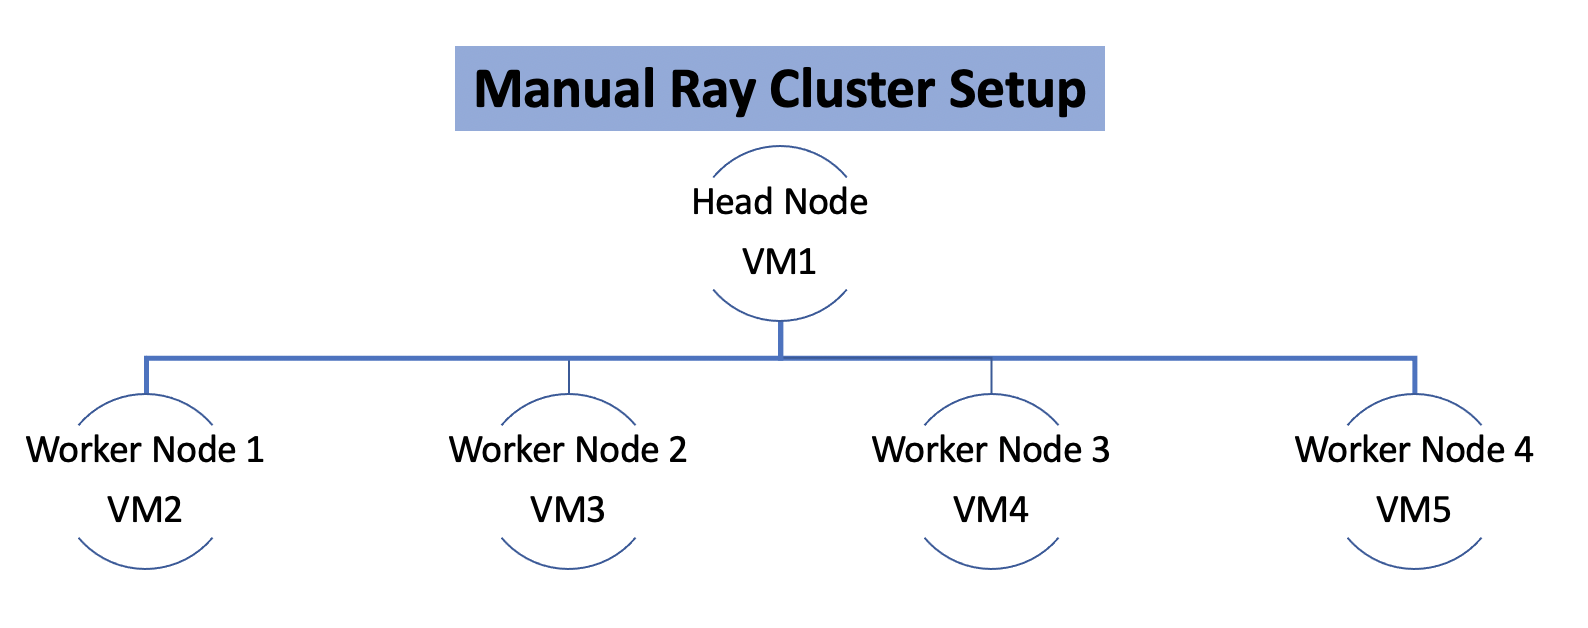 Manual Ray Cluster Setup
Head Node
VM1
Worker Node 1
VM2
Worker Node 2
VM3
Worker Node 3
VM4
Worker Node 4
VM5